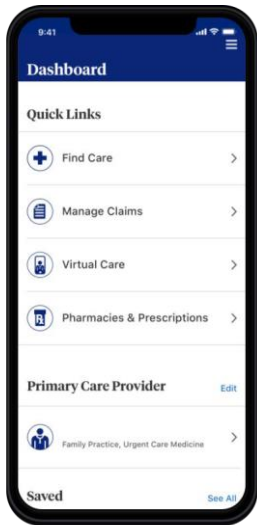 9:41
Dashboard
Quick Links
Find Care
Manage Claims
Virtual Care
Pharmacies & Prescriptions
Primary Care Provider Edit
Family Practice, Urgent Care Medicine
Saved See All